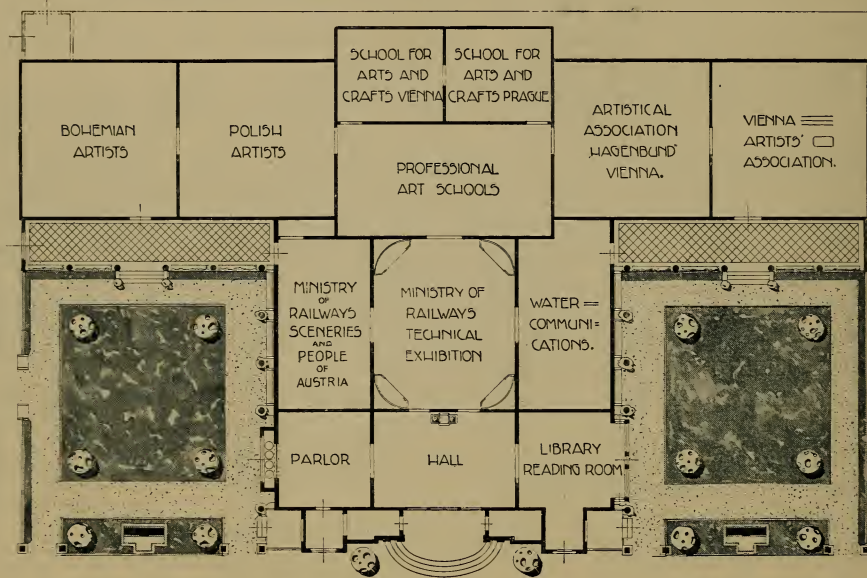 SCHOOL FOR
ARTS AND
CRAFTS VIENNA
SCHOOL FOR
ARTS AND
CRAFTS PRAGUE
BOHEMIAN
ARTISTS
POLISH
ARTISTS
PROFESSIONAL
ART SCHOOLS
ARTISTICAL
ASSOCIATION
„HAGENBUND”
VIENNA.
VIENNA
ARTISTS'
ASSOCIATION.
MINISTRY
OF
RAILWAYS
SCENERIES
AND
PEOPLE
OF
AUSTRIA
MINISTRY OF
RAILWAYS
TECHNICAL
EXHIBITION
WATER=
COMMUNI=
CATIONS.
PARLOR
HALL
LIBRARY
READING ROOM